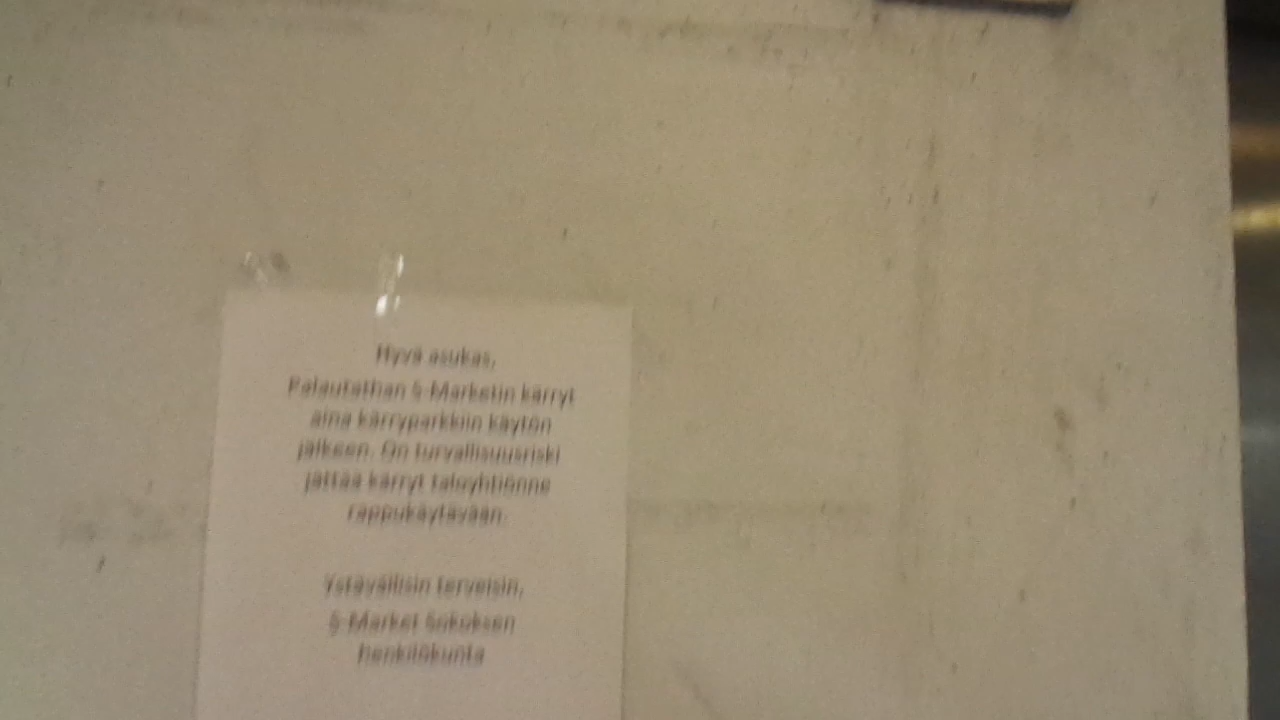 Hyvä asukas,
Palautathan S-Marketin kärryt
aina kärryparkkiin käytön
jälkeen. On turvallisuusriski
jättää kärryt taloyhtiönne
rappukäytävään.
Ystävällisin terveisin,
S-Market Sokoksen
henkilökunta